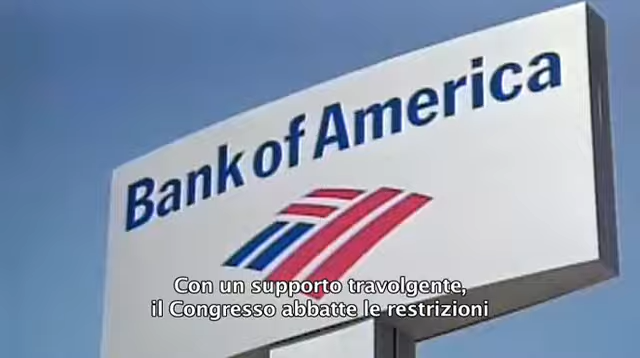 Bank of America
Con un supporto travolgente,
il Congresso abbatte le restrizioni